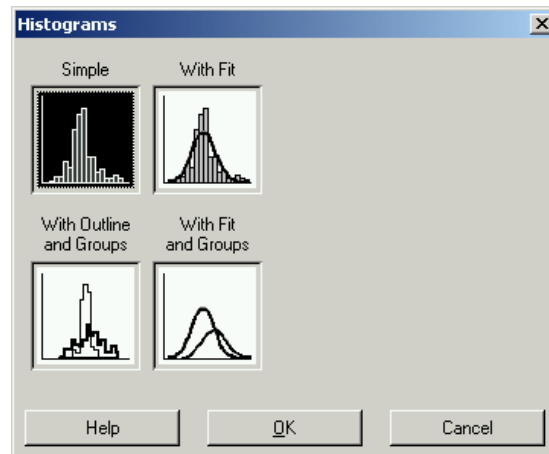 Histograms
Simple
With Fit
With Outline
and Groups
With Fit
and Groups
Help
OK
Cancel